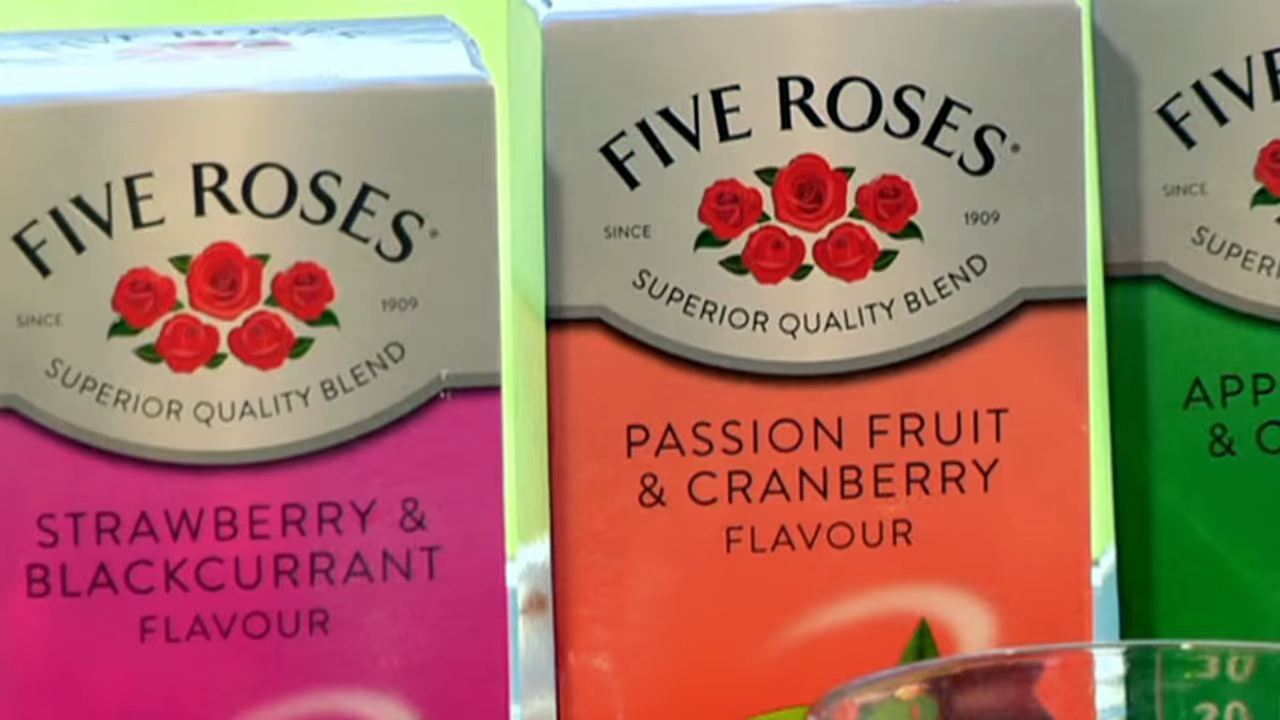 FIVE ROSES
SINCE 1909
SUPERIOR QUALITY BLEND
STRAWBERRY &
BLACKCURRANT
FLAVOUR
FIVE ROSES
SINCE 1909
SUPERIOR QUALITY BLEND
PASSION FRUIT
& CRANBERRY
FLAVOUR
FIVE
SINCE
&
30
20